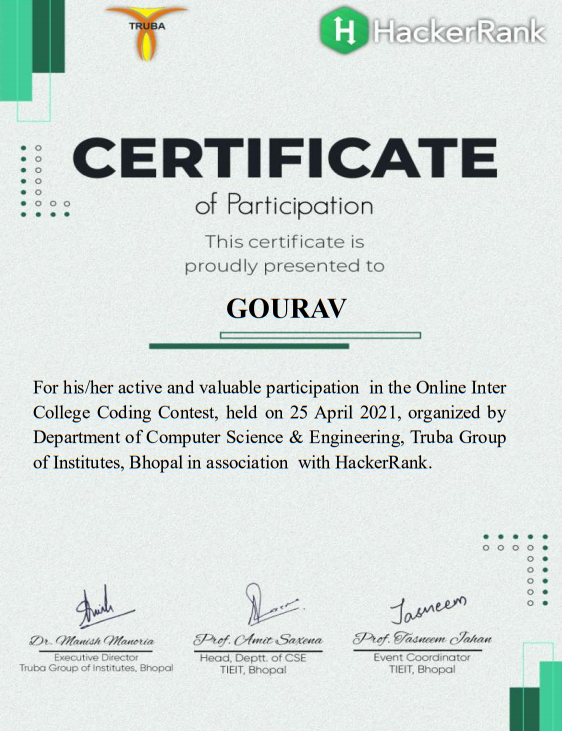 TRUBA
HackerRank
CERTIFICATE
of Participation
This certificate is
proudly presented to
GOURAV
For his/her active and valuable participation in the Online Inter
College Coding Contest, held on 25 April 2021, organized by
Department of Computer Science & Engineering, Truba Group
of Institutes, Bhopal in association with HackerRank.
Tasneem
Dr. Manish Manoria
Executive Director
Truba Group of Institutes, Bhopal
Prof. Amit Saxena
Head, Deptt. of CSE
TIEIT, Bhopal
Prof. Tasneem Jahan
Event Coordinator
TIEIT, Bhopal